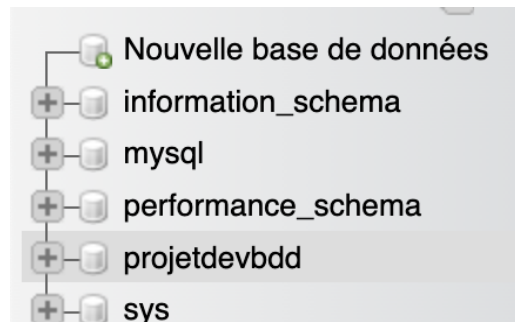 Nouvelle base de données
information_schema
mysql
performance_schema
projetdevbdd
sys